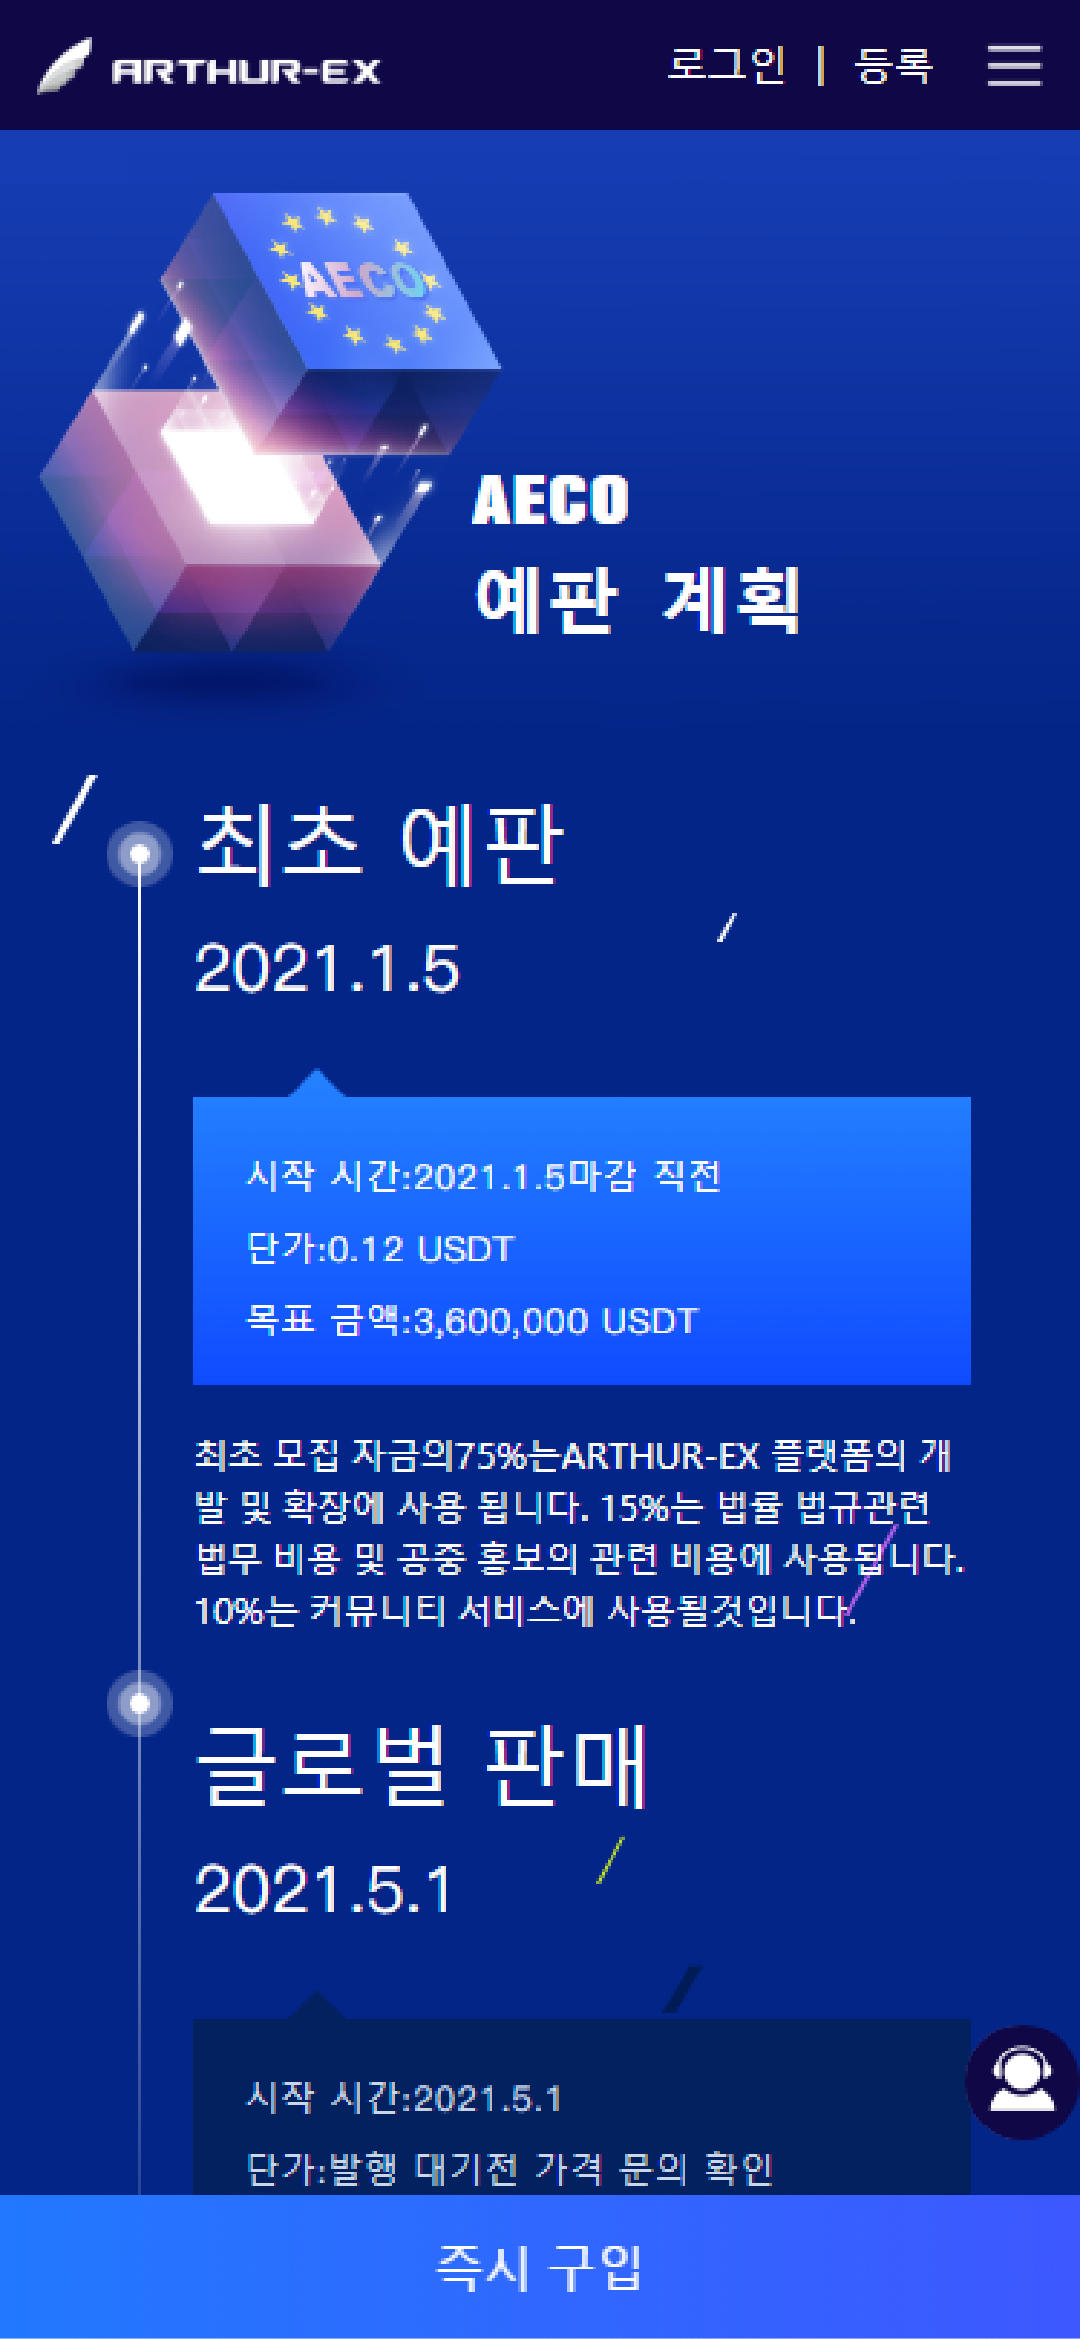 ARTHUR-EX
로그인 | 등록
AECO
AECO
예판 계획
최초 예판
2021.1.5
시작 시간:2021.1.5마감 직전
단가:0.12 USDT
목표 금액:3,600,000 USDT
최초 모집 자금의75%는ARTHUR-EX 플랫폼의 개
발 및 확장에 사용 됩니다. 15%는 법률 법규관련
법무 비용 및 공중 홍보의 관련 비용에 사용됩니다.
10%는 커뮤니티 서비스에 사용될것입니다.
글로벌 판매
2021.5.1
시작 시간:2021.5.1
단가:발행 대기전 가격 문의 확인
즉시 구입